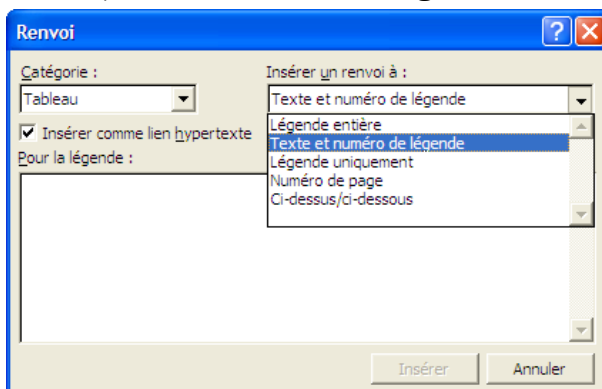 Renvoi
Catégorie :
Insérer un renvoi à :
Tableau
Texte et numéro de légende
Insérer comme lien hypertexte
Légende entière
Texte et numéro de légende
Pour la légende :
Légende uniquement
Numéro de page
Ci-dessus/ci-dessous
Insérer
Annuler